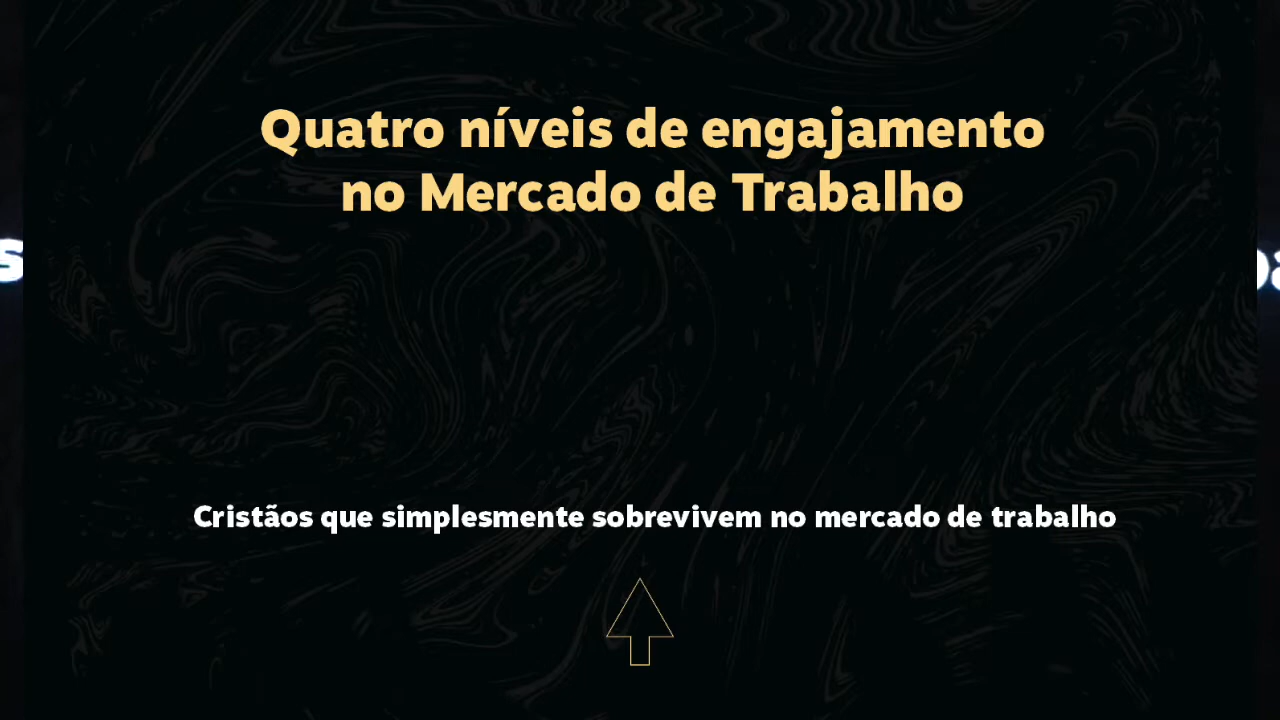 Quatro níveis de engajamento
no Mercado de Trabalho
Cristãos que simplesmente sobrevivem no mercado de trabalho